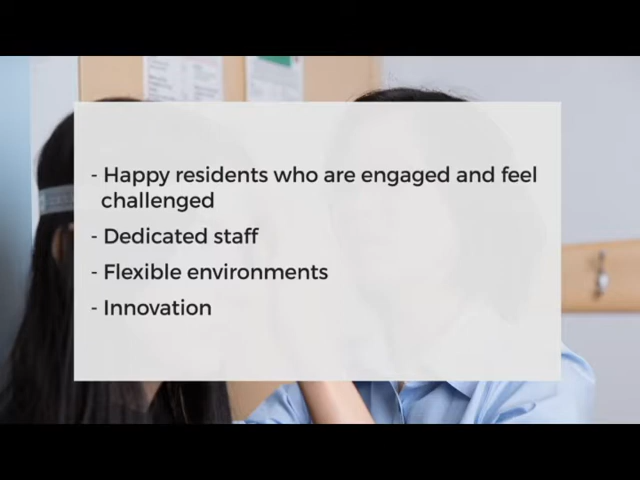 - Happy residents who are engaged and feel
challenged
- Dedicated staff
- Flexible environments
- Innovation